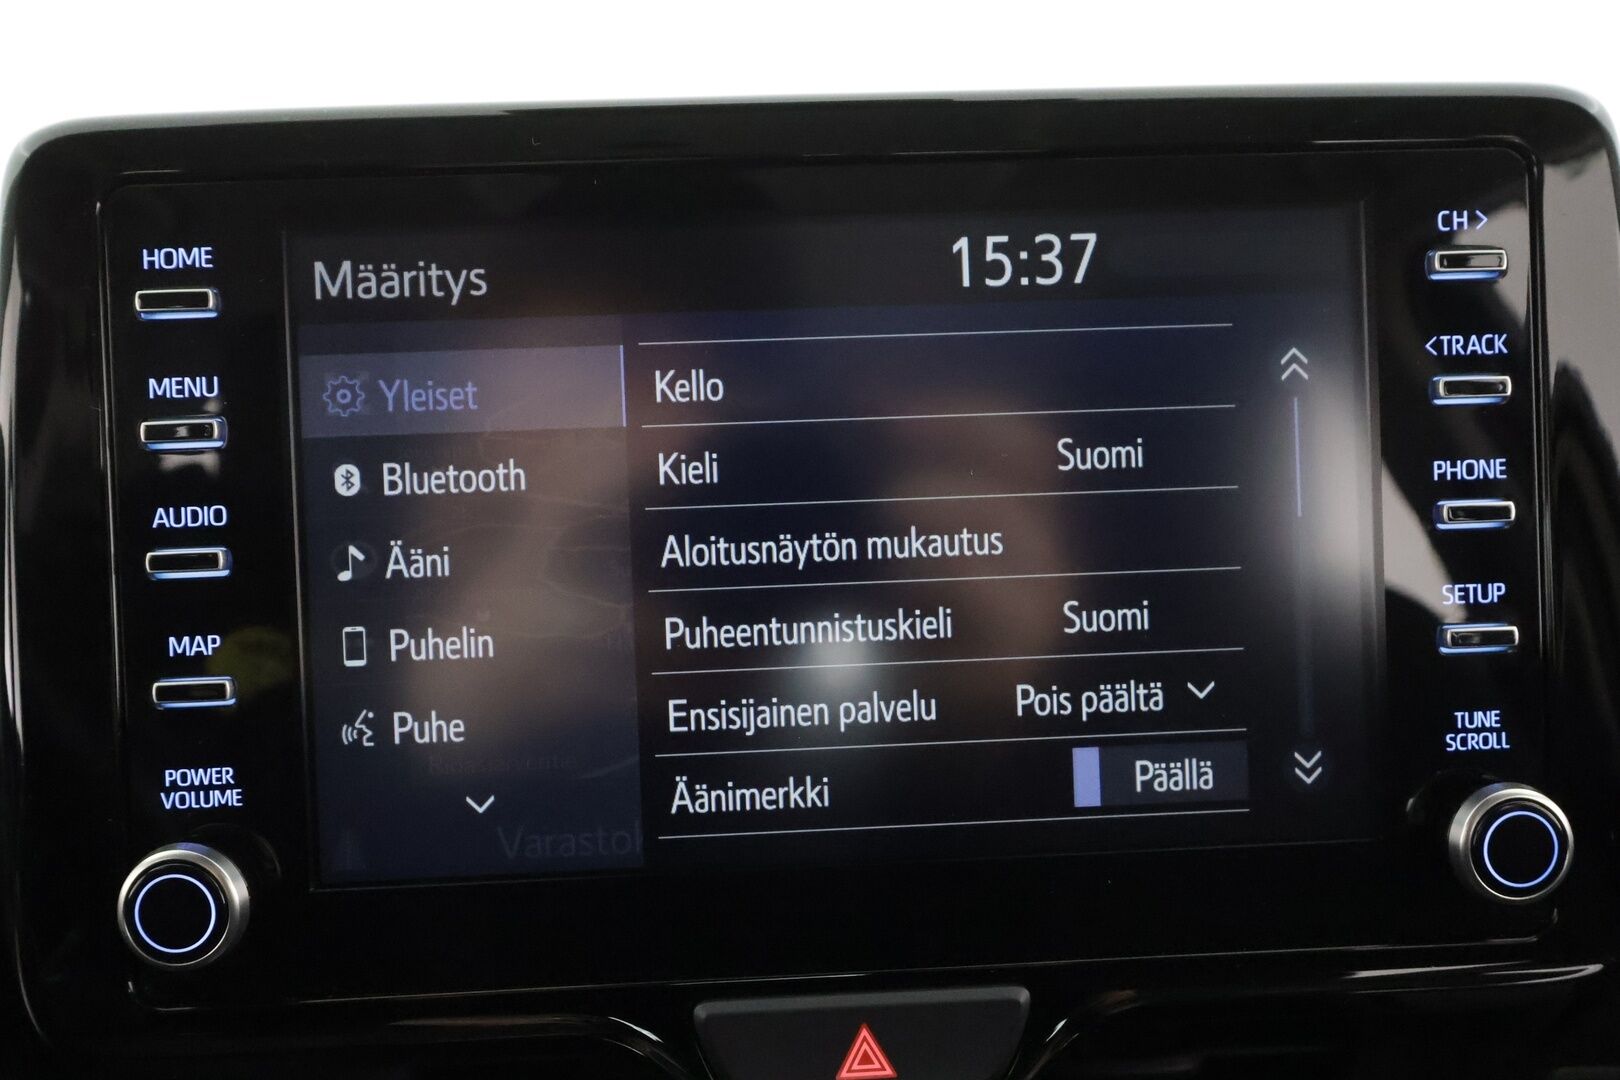 HOME
MENU
AUDIO
MAP
POWER
VOLUME
Määritys
15:37
Yleiset
Bluetooth
Ääni
Puhelin
Puhe
Varastok
Kello
Kieli Suomi
Aloitusnäytön mukautus
Puheentunnistuskieli Suomi
Ensisijainen palvelu Pois päältä
Äänimerkki Päällä
CH>
<TRACK
PHONE
SETUP
TUNE
SCROLL